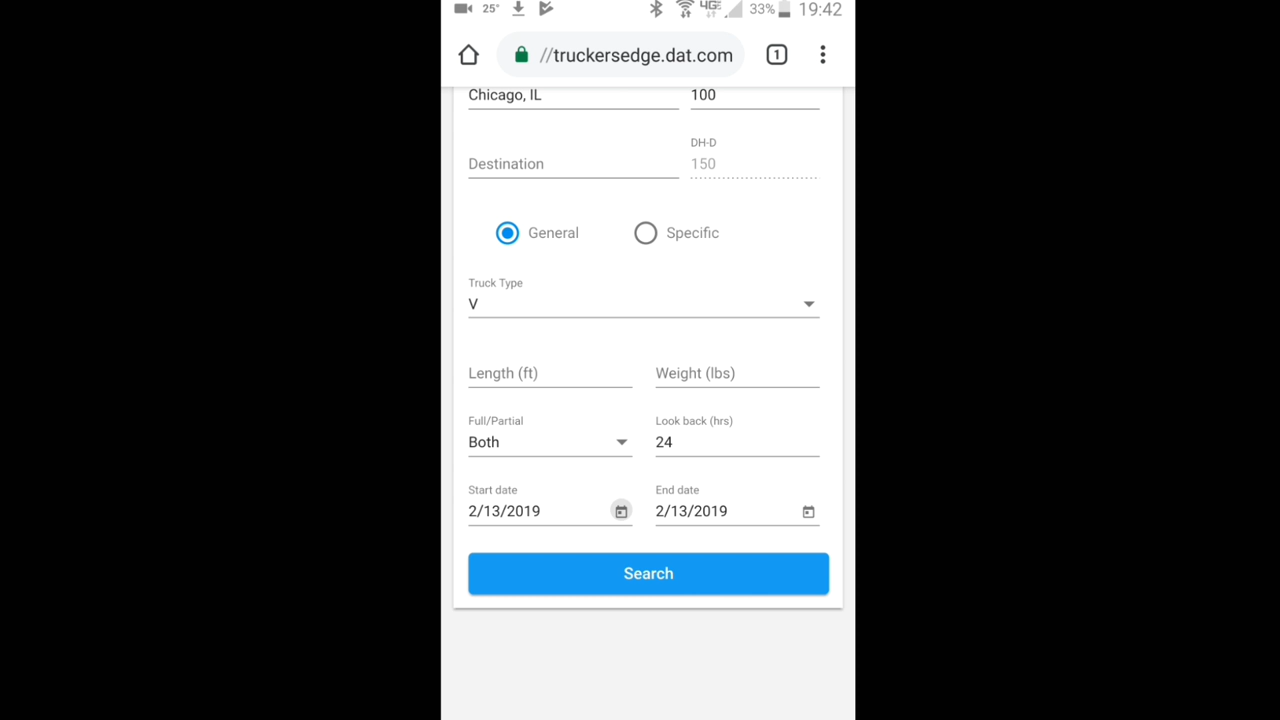 25° 4G 33% 19:42
//truckersedge.dat.com 1
Chicago, IL 100
DH-D
Destination 150
General Specific
Truck Type
V
Length (ft) Weight (lbs)
Full/Partial Look back (hrs)
Both 24
Start date End date
2/13/2019 2/13/2019
Search